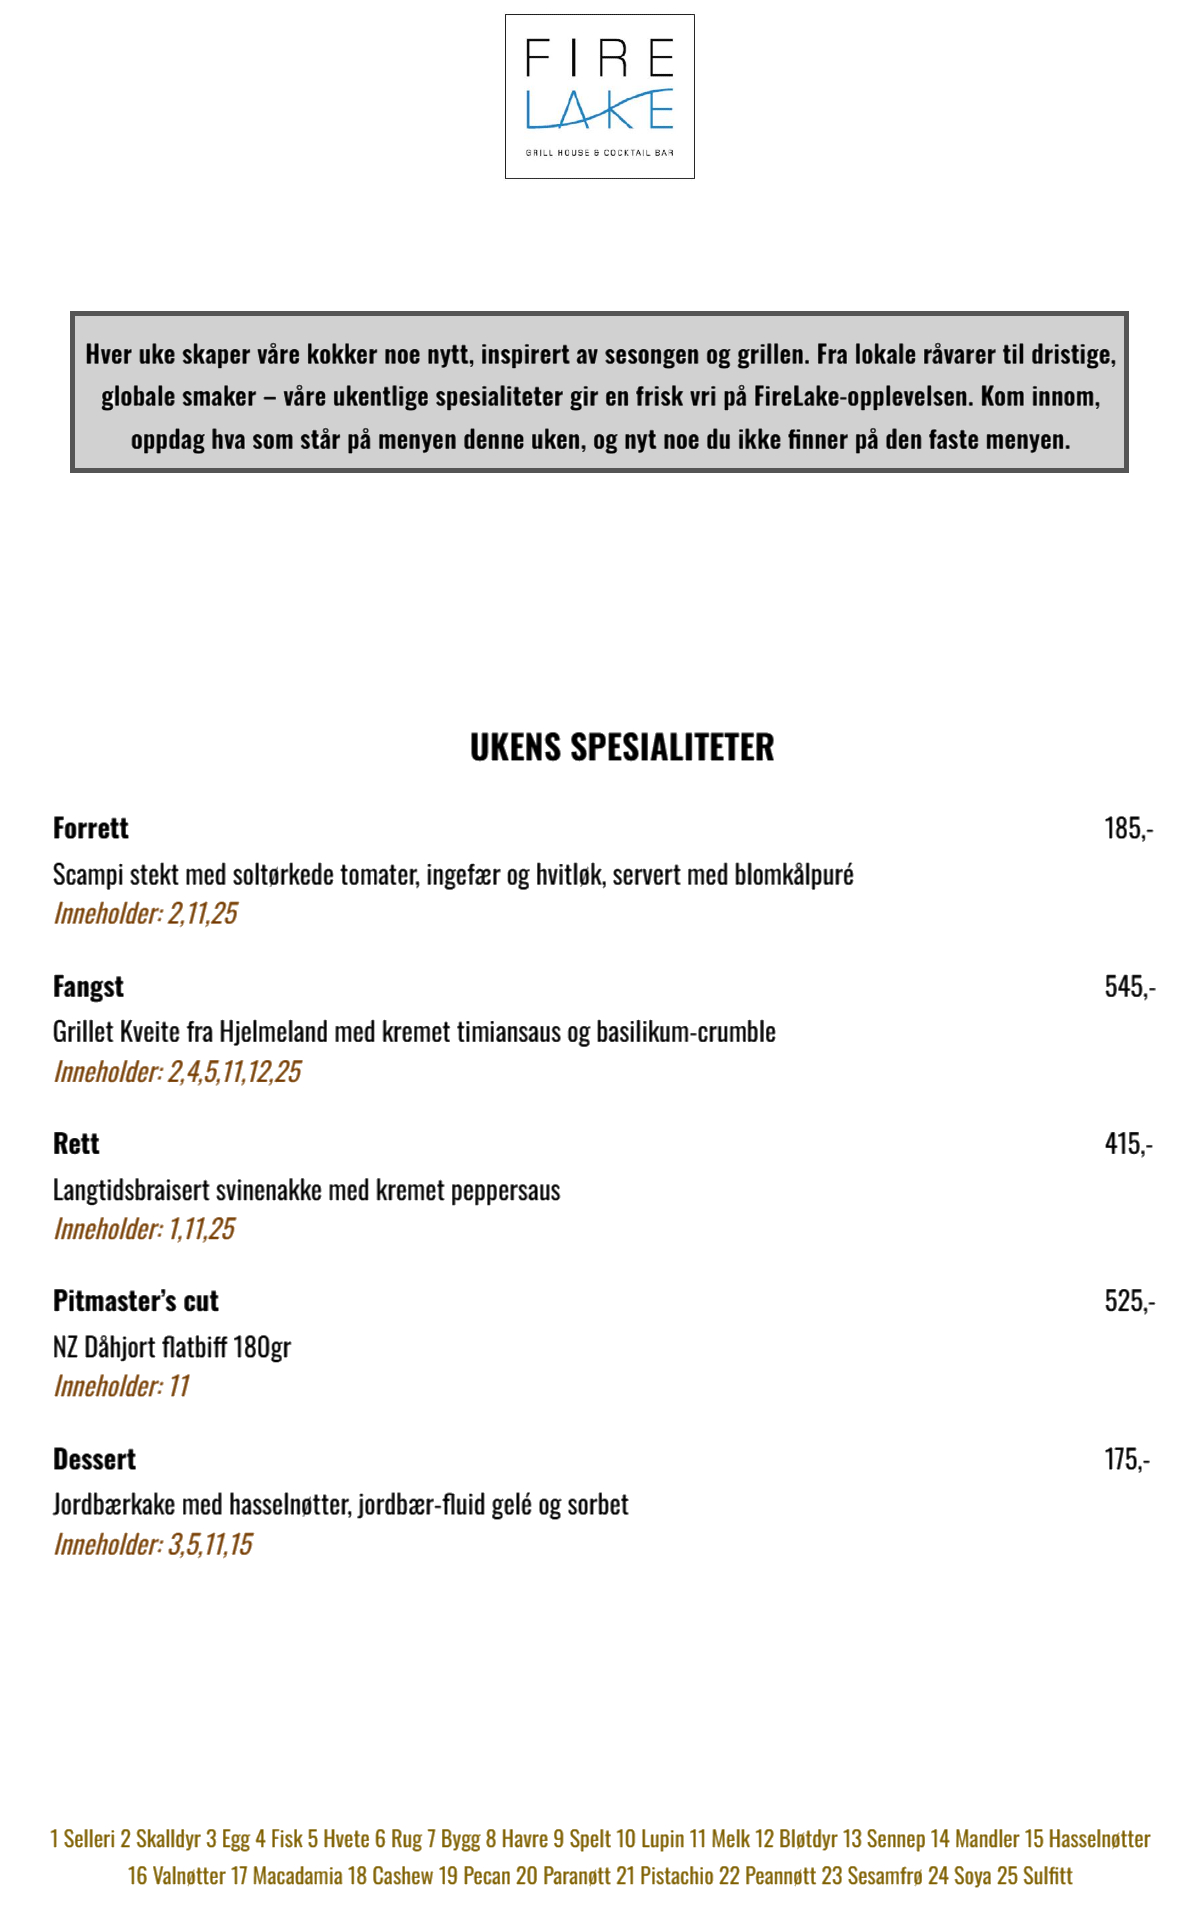 FIRE
LAKE
GRILL HOUSE & COCKTAIL BAR
Hver uke skaper våre kokker noe nytt, inspirert av sesongen og grillen. Fra lokale råvarer til dristige,
globale smaker – våre ukentlige spesialiteter gir en frisk vri på FireLake-opplevelsen. Kom innom,
oppdag hva som står på menyen denne uken, og nyt noe du ikke finner på den faste menyen.
UKENS SPESIALITETER
Forrett 185,-
Scampi stekt med soltørkede tomater, ingefær og hvitløk, servert med blomkålpuré
Inneholder: 2,11,25
Fangst 545,-
Grillet Kveite fra Hjelmeland med kremet timiansaus og basilikum-crumble
Inneholder: 2,4,5,11,12,25
Rett 415,-
Langtidsbraisert svinenakke med kremet peppersaus
Inneholder: 1,11,25
Pitmaster’s cut 525,-
NZ Dåhjort flatbiff 180gr
Inneholder: 11
Dessert 175,-
Jordbærkake med hasselnøtter, jordbær-fluid gelé og sorbet
Inneholder: 3,5,11,15
1 Selleri 2 Skalldyr 3 Egg 4 Fisk 5 Hvete 6 Rug 7 Bygg 8 Havre 9 Spelt 10 Lupin 11 Melk 12 Bløtdyr 13 Sennep 14 Mandler 15 Hasselnøtter
16 Valnøtter 17 Macadamia 18 Cashew 19 Pecan 20 Paranøtt 21 Pistachio 22 Peannøtt 23 Sesamfrø 24 Soya 25 Sulfitt